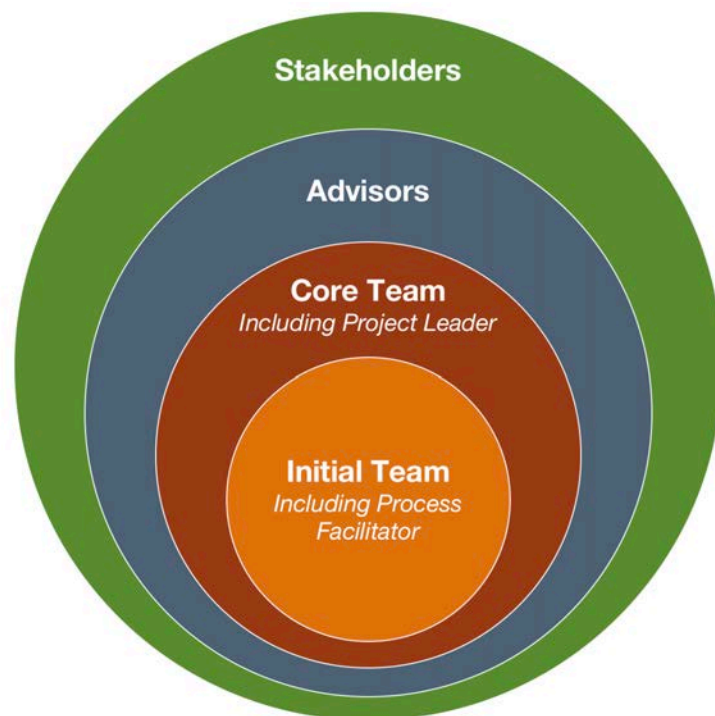 Stakeholders
Advisors
Core Team
Including Project Leader
Initial Team
Including Process
Facilitator